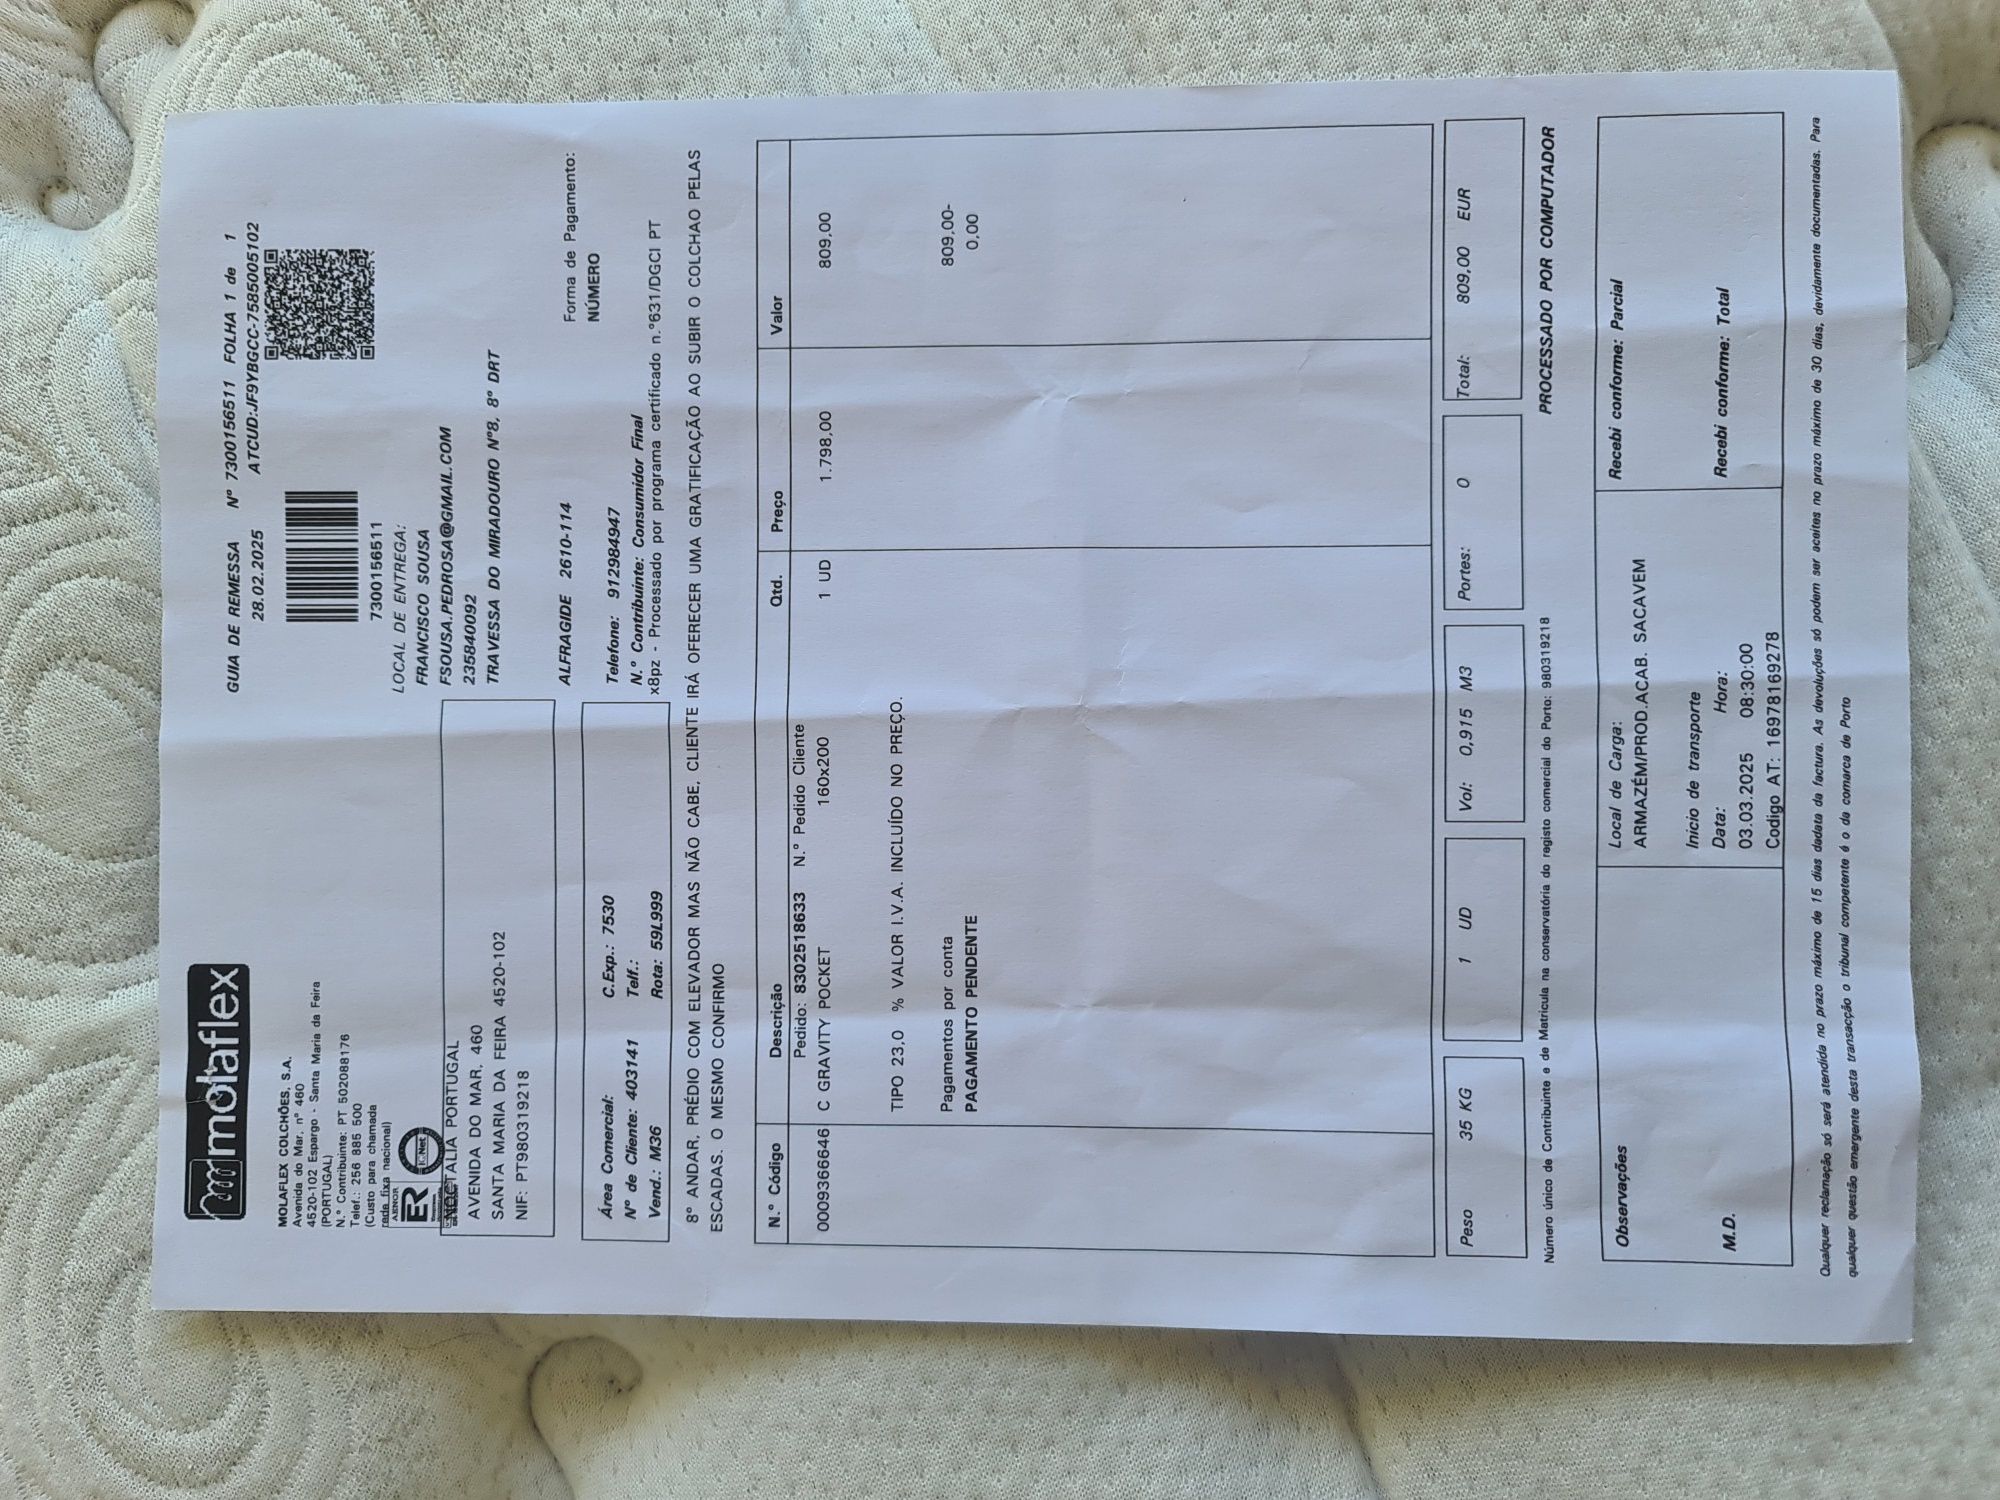 molaflex
MOLAFLEX COLCHÕES, S.A.
Avenida do Mar, nº 460
4520-102 Espargo - Santa Maria da Feira
(PORTUGAL)
N.º Contribuinte: PT 502088176
Telef.: 256 885 500
(Custo para chamada
rede fixa nacional)
AENOR
ER
IQNet
GUIA DE REMESSA Nº 7300156511 FOLHA 1 de 1
28.02.2025 ATCUD:JF9YBGCC-7585005102
7300156511
LOCAL DE ENTREGA:
FRANCISCO SOUSA
FSOUSA.PEDROSA@GMAIL.COM
235840092
TRAVESSA DO MIRADOURO Nº8, 8º DRT
ALFRAGIDE 2610-114
Forma de Pagamento:
NÚMERO
TALIA PORTUGAL
AVENIDA DO MAR, 460
SANTA MARIA DA FEIRA 4520-102
NIF: PT980319218
Área Comercial: C.Exp.: 7530
Nº de Cliente: 403141 Telf.:
Vend.: M36 Rota: 59L999
Telefone: 912984947
N.º Contribuinte: Consumidor Final
x8pz - Processado por programa certificado n.º631/DGCI PT
8º ANDAR, PRÉDIO COM ELEVADOR MAS NÃO CABE, CLIENTE IRÁ OFERECER UMA GRATIFICAÇÃO AO SUBIR O COLCHAO PELAS
ESCADAS. O MESMO CONFIRMO
N.º Código Descrição Qtd. Preço Valor
Pedido: 8302518633 N.º Pedido Cliente
0009366646 C GRAVITY POCKET 160x200 1 UD 1.798,00 809,00
TIPO 23,0 % VALOR I.V.A. INCLUÍDO NO PREÇO.
Pagamentos por conta 809,00-
PAGAMENTO PENDENTE 0,00
Peso 35 KG 1 UD Vol: 0,915 M3 Portes: 0 Total: 809,00 EUR
Número único de Contribuinte e de Matrícula na conservatória do registo comercial do Porto: 980319218
PROCESSADO POR COMPUTADOR
Observações
M.D.
Local de Carga:
ARMAZÉM/PROD.ACAB. SACAVEM
Inicio de transporte
Data: Hora:
03.03.2025 08:30:00
Codigo AT: 16978169278
Recebi conforme: Parcial
Recebi conforme: Total
Qualquer reclamação só será atendida no prazo máximo de 15 dias dadata da factura. As devoluções só podem ser aceites no prazo máximo de 30 dias, devidamente documentadas. Para
qualquer questão emergente desta transacção o tribunal competente é o da comarca de Porto